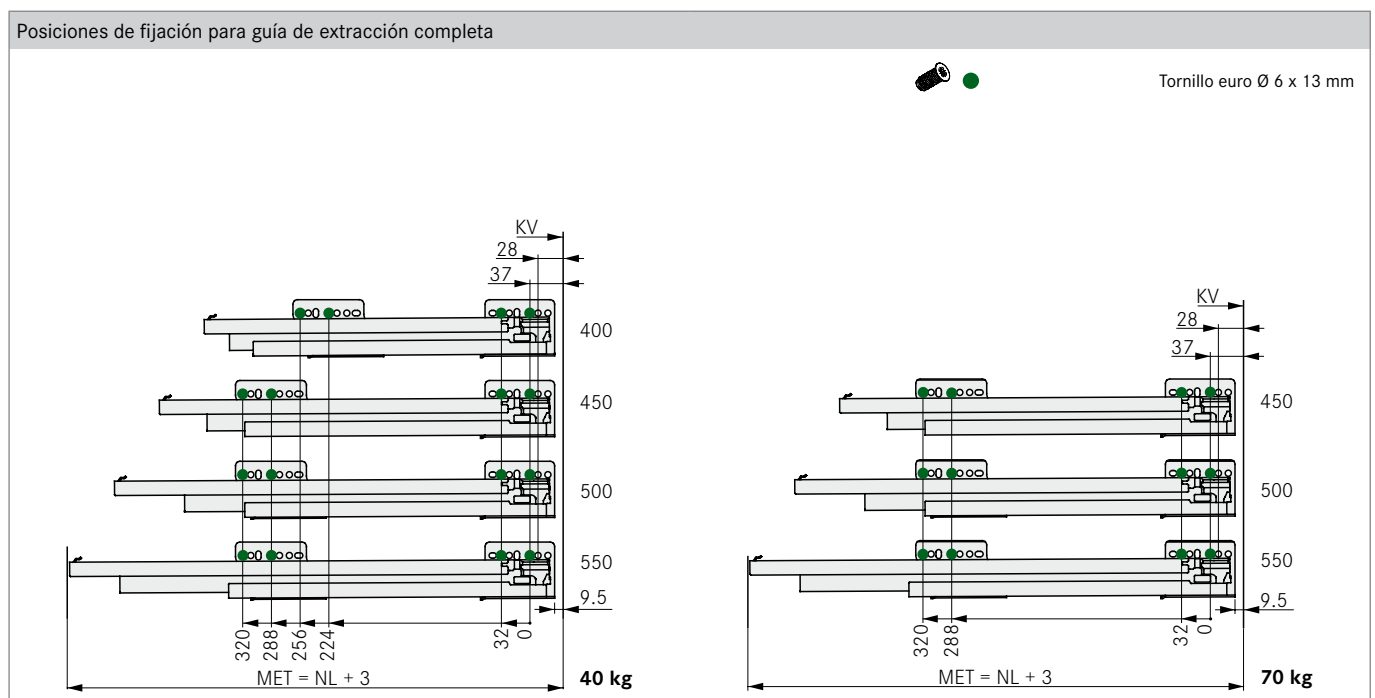 Posiciones de fijación para guía de extracción completa
Tornillo euro Ø 6 x 13 mm
KV
28
37
400
450
500
550
9.5
320
288
256
224
32
0
MET = NL + 3
40 kg
KV
28
37
450
500
550
9.5
320
288
32
0
MET = NL + 3
70 kg